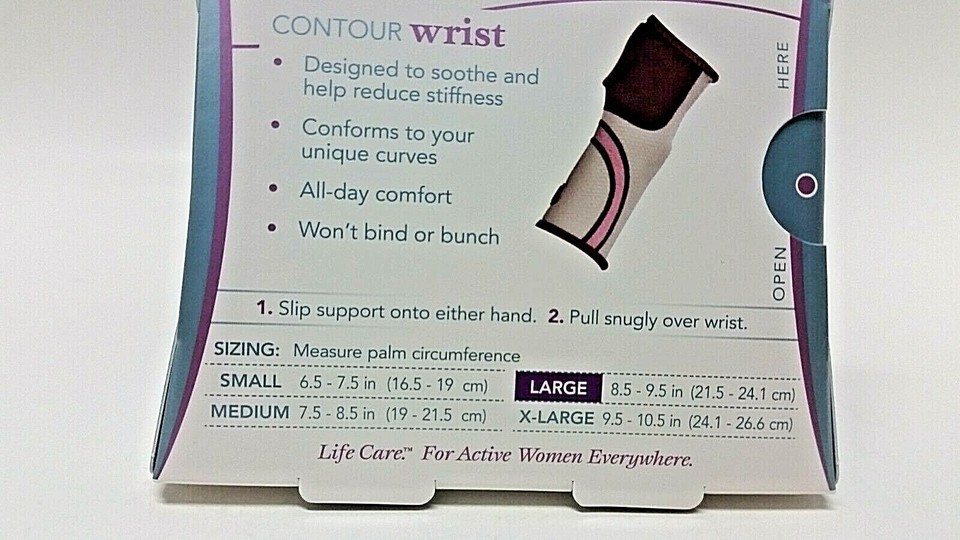 CONTOUR wrist
• Designed to soothe and
help reduce stiffness
• Conforms to your
unique curves
• All-day comfort
• Won't bind or bunch
OPEN HERE
1. Slip support onto either hand. 2. Pull snugly over wrist.
SIZING: Measure palm circumference
SMALL 6.5 - 7.5 in (16.5 - 19 cm) LARGE 8.5 - 9.5 in (21.5 - 24.1 cm)
MEDIUM 7.5 - 8.5 in (19 - 21.5 cm) X-LARGE 9.5 - 10.5 in (24.1 - 26.6 cm)
Life Care.™ For Active Women Everywhere.